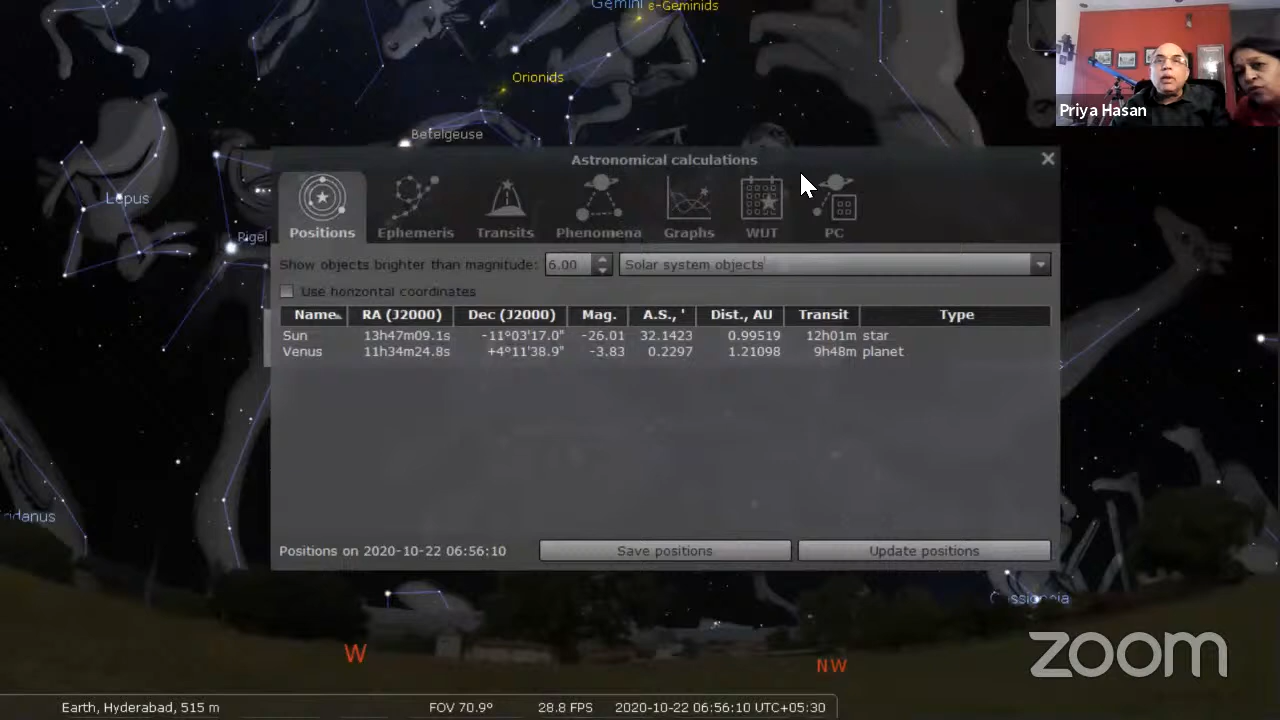 Gemini ε-Geminids
Orionids
Priya Hasan
Betelgeuse
Astronomical calculations
Lepus
Rigel
Positions Ephemeris Transits Phenomena Graphs WUT PC
Show objects brighter than magnitude: 6.00 Solar system objects
Use horizontal coordinates
Name RA (J2000) Dec (J2000) Mag. A.S., ' Dist., AU Transit Type
Sun 13h47m09.1s -11°03'17.0" -26.01 32.1423 0.99519 12h01m star
Venus 11h34m24.8s +4°11'38.9" -3.83 0.2297 1.21098 9h48m planet
Positions on 2020-10-22 06:56:10 Save positions Update positions
W
NW
zoom
Earth, Hyderabad, 515 m FOV 70.9° 28.8 FPS 2020-10-22 06:56:10 UTC+05:30